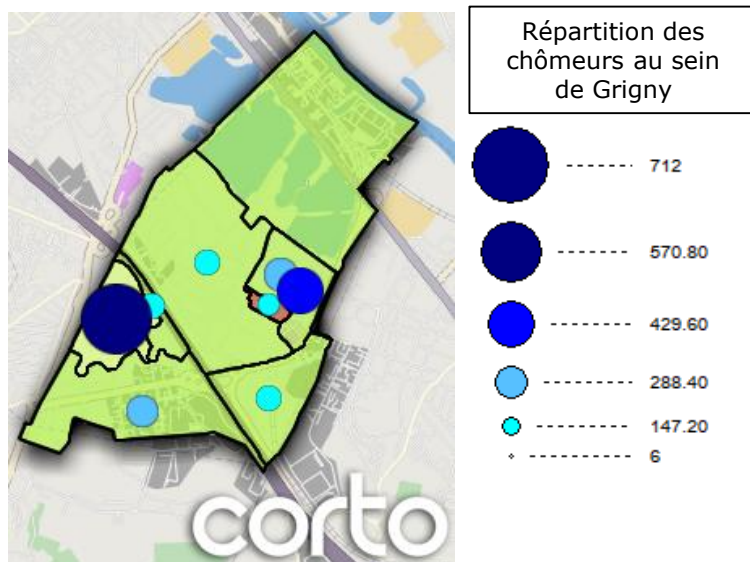 Répartition des
chômeurs au sein
de Grigny
712
570.80
429.60
288.40
147.20
6
corto